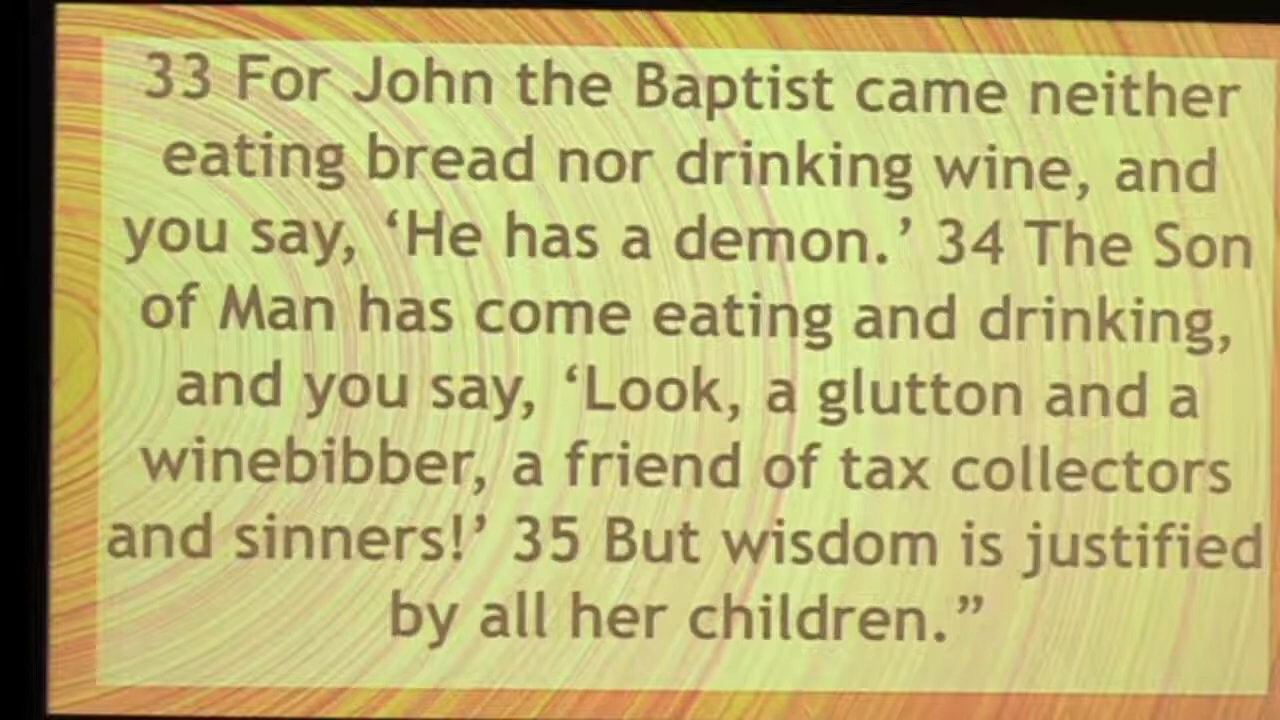 33 For John the Baptist came neither
eating bread nor drinking wine, and
you say, ‘He has a demon.’ 34 The Son
of Man has come eating and drinking,
and you say, ‘Look, a glutton and a
winebibber, a friend of tax collectors
and sinners!’ 35 But wisdom is justified
by all her children.”